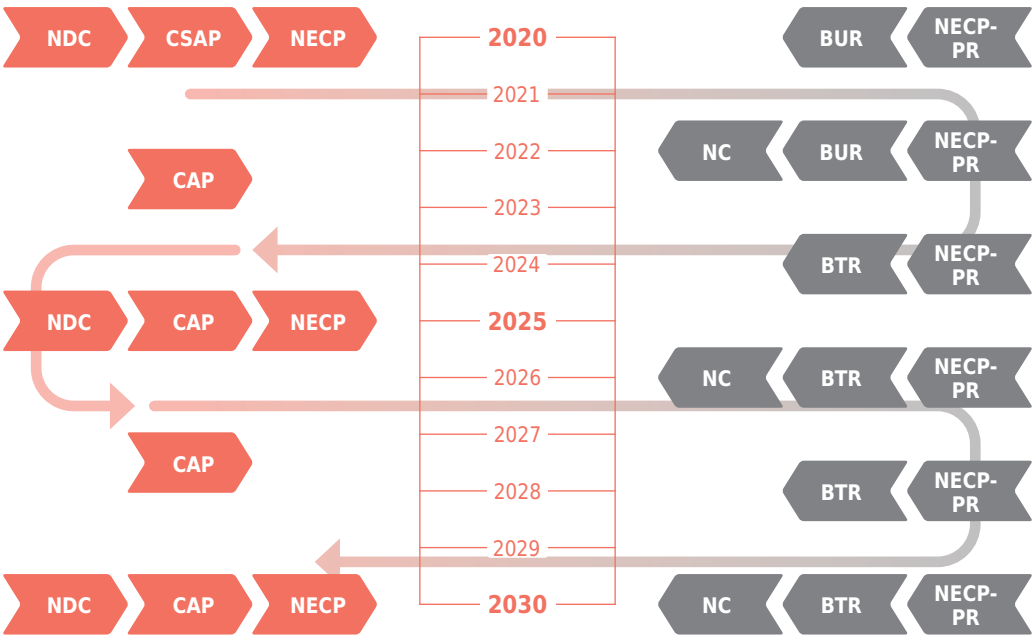 NDC CSAP NECP 2020 BUR NECP-
PR
2021
2022 NC BUR NECP-
PR
CAP
2023
2024 BTR NECP-
PR
NDC CAP NECP 2025
2026 NC BTR NECP-
PR
2027
CAP
2028 BTR NECP-
PR
2029
NDC CAP NECP 2030 NC BTR NECP-
PR